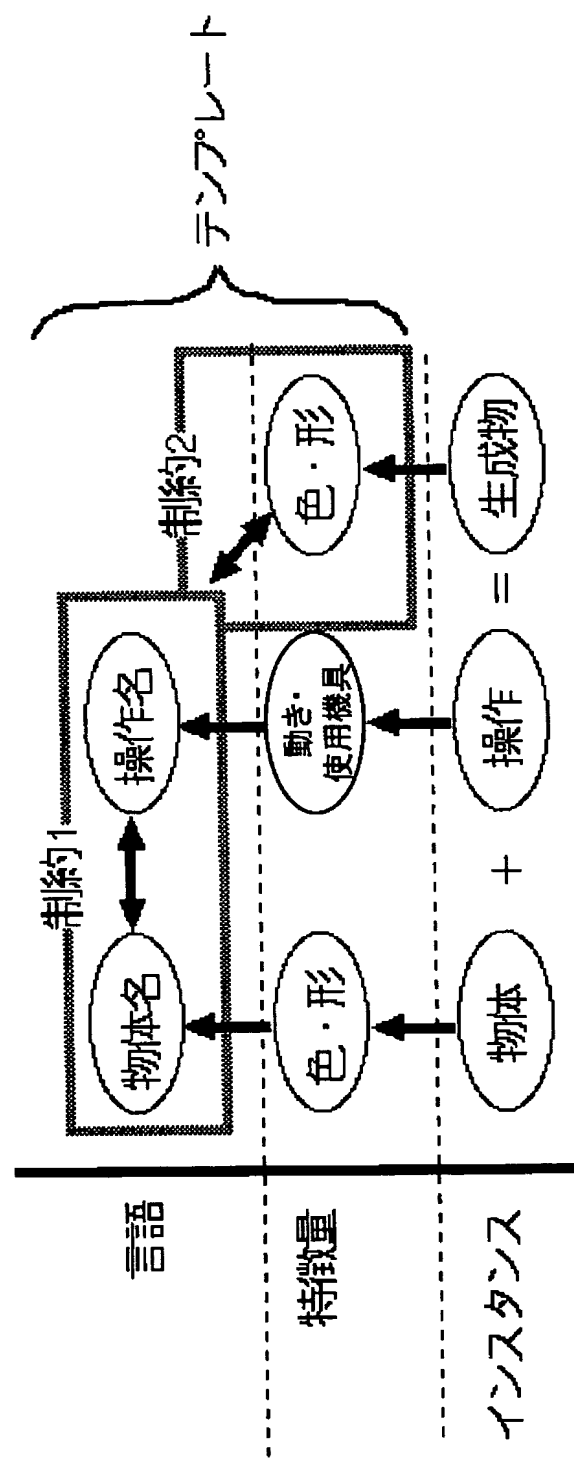 テンプレート
制約1
制約2
言語
物体名
操作名
特徴量
色・形
動き・
使用機具
色・形
インスタンス
物体
+
操作
=
生成物